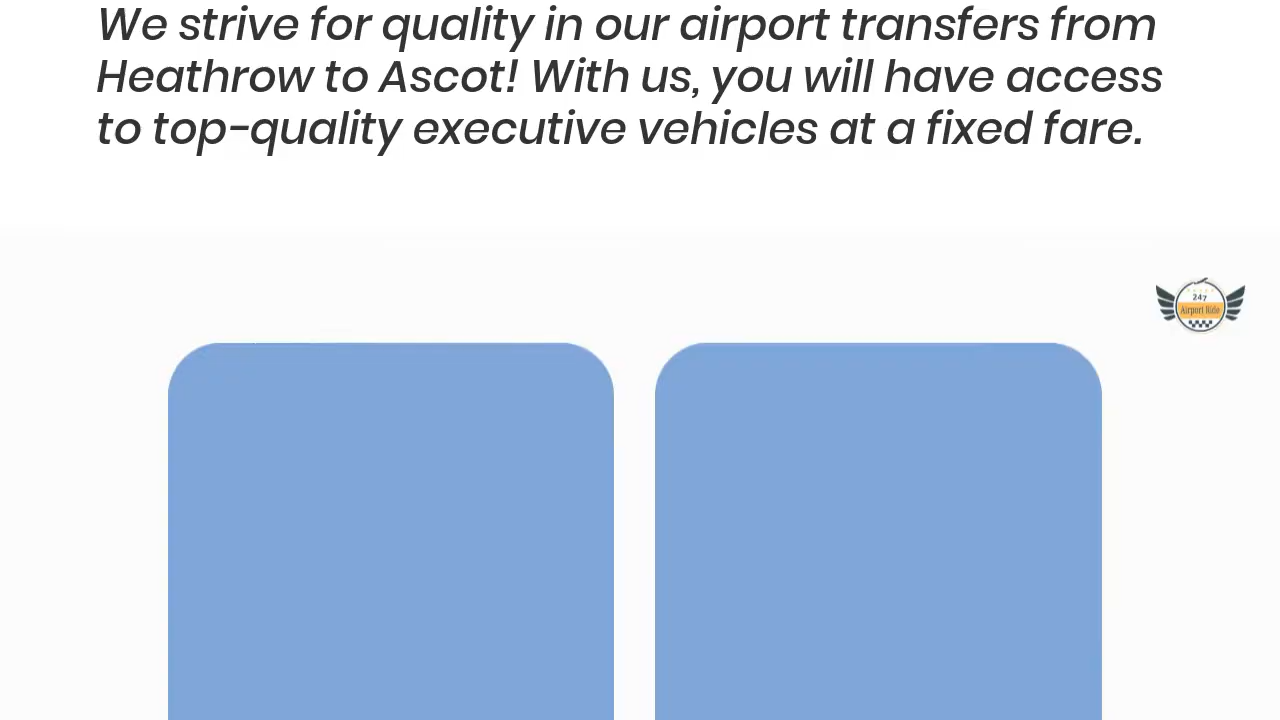 We strive for quality in our airport transfers from
Heathrow to Ascot! With us, you will have access
to top-quality executive vehicles at a fixed fare.
247
Airport Ride